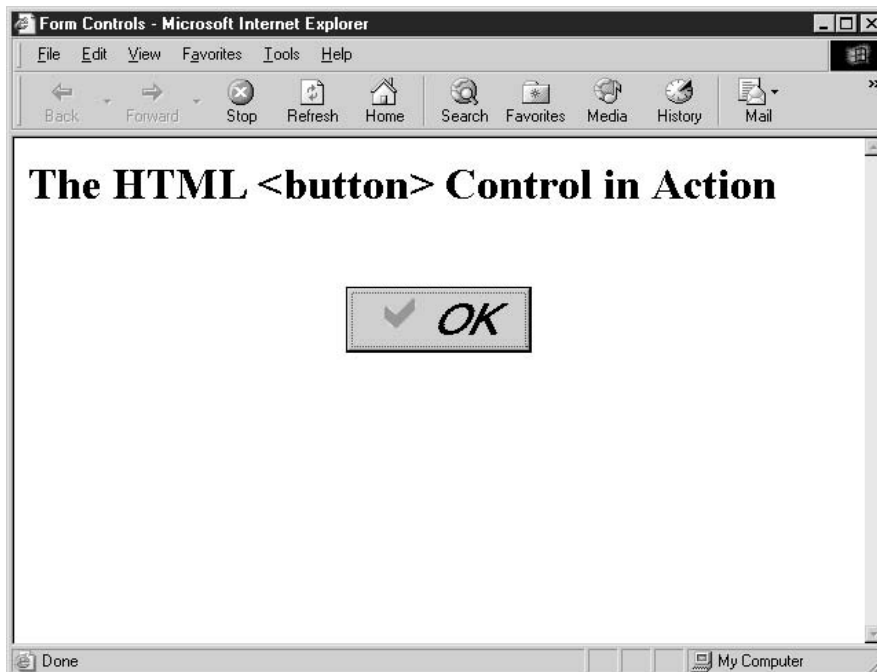 Form Controls - Microsoft Internet Explorer
File Edit View Favorites Tools Help
Back Forward Stop Refresh Home Search Favorites Media History Mail »
The HTML <button> Control in Action
OK
Done My Computer